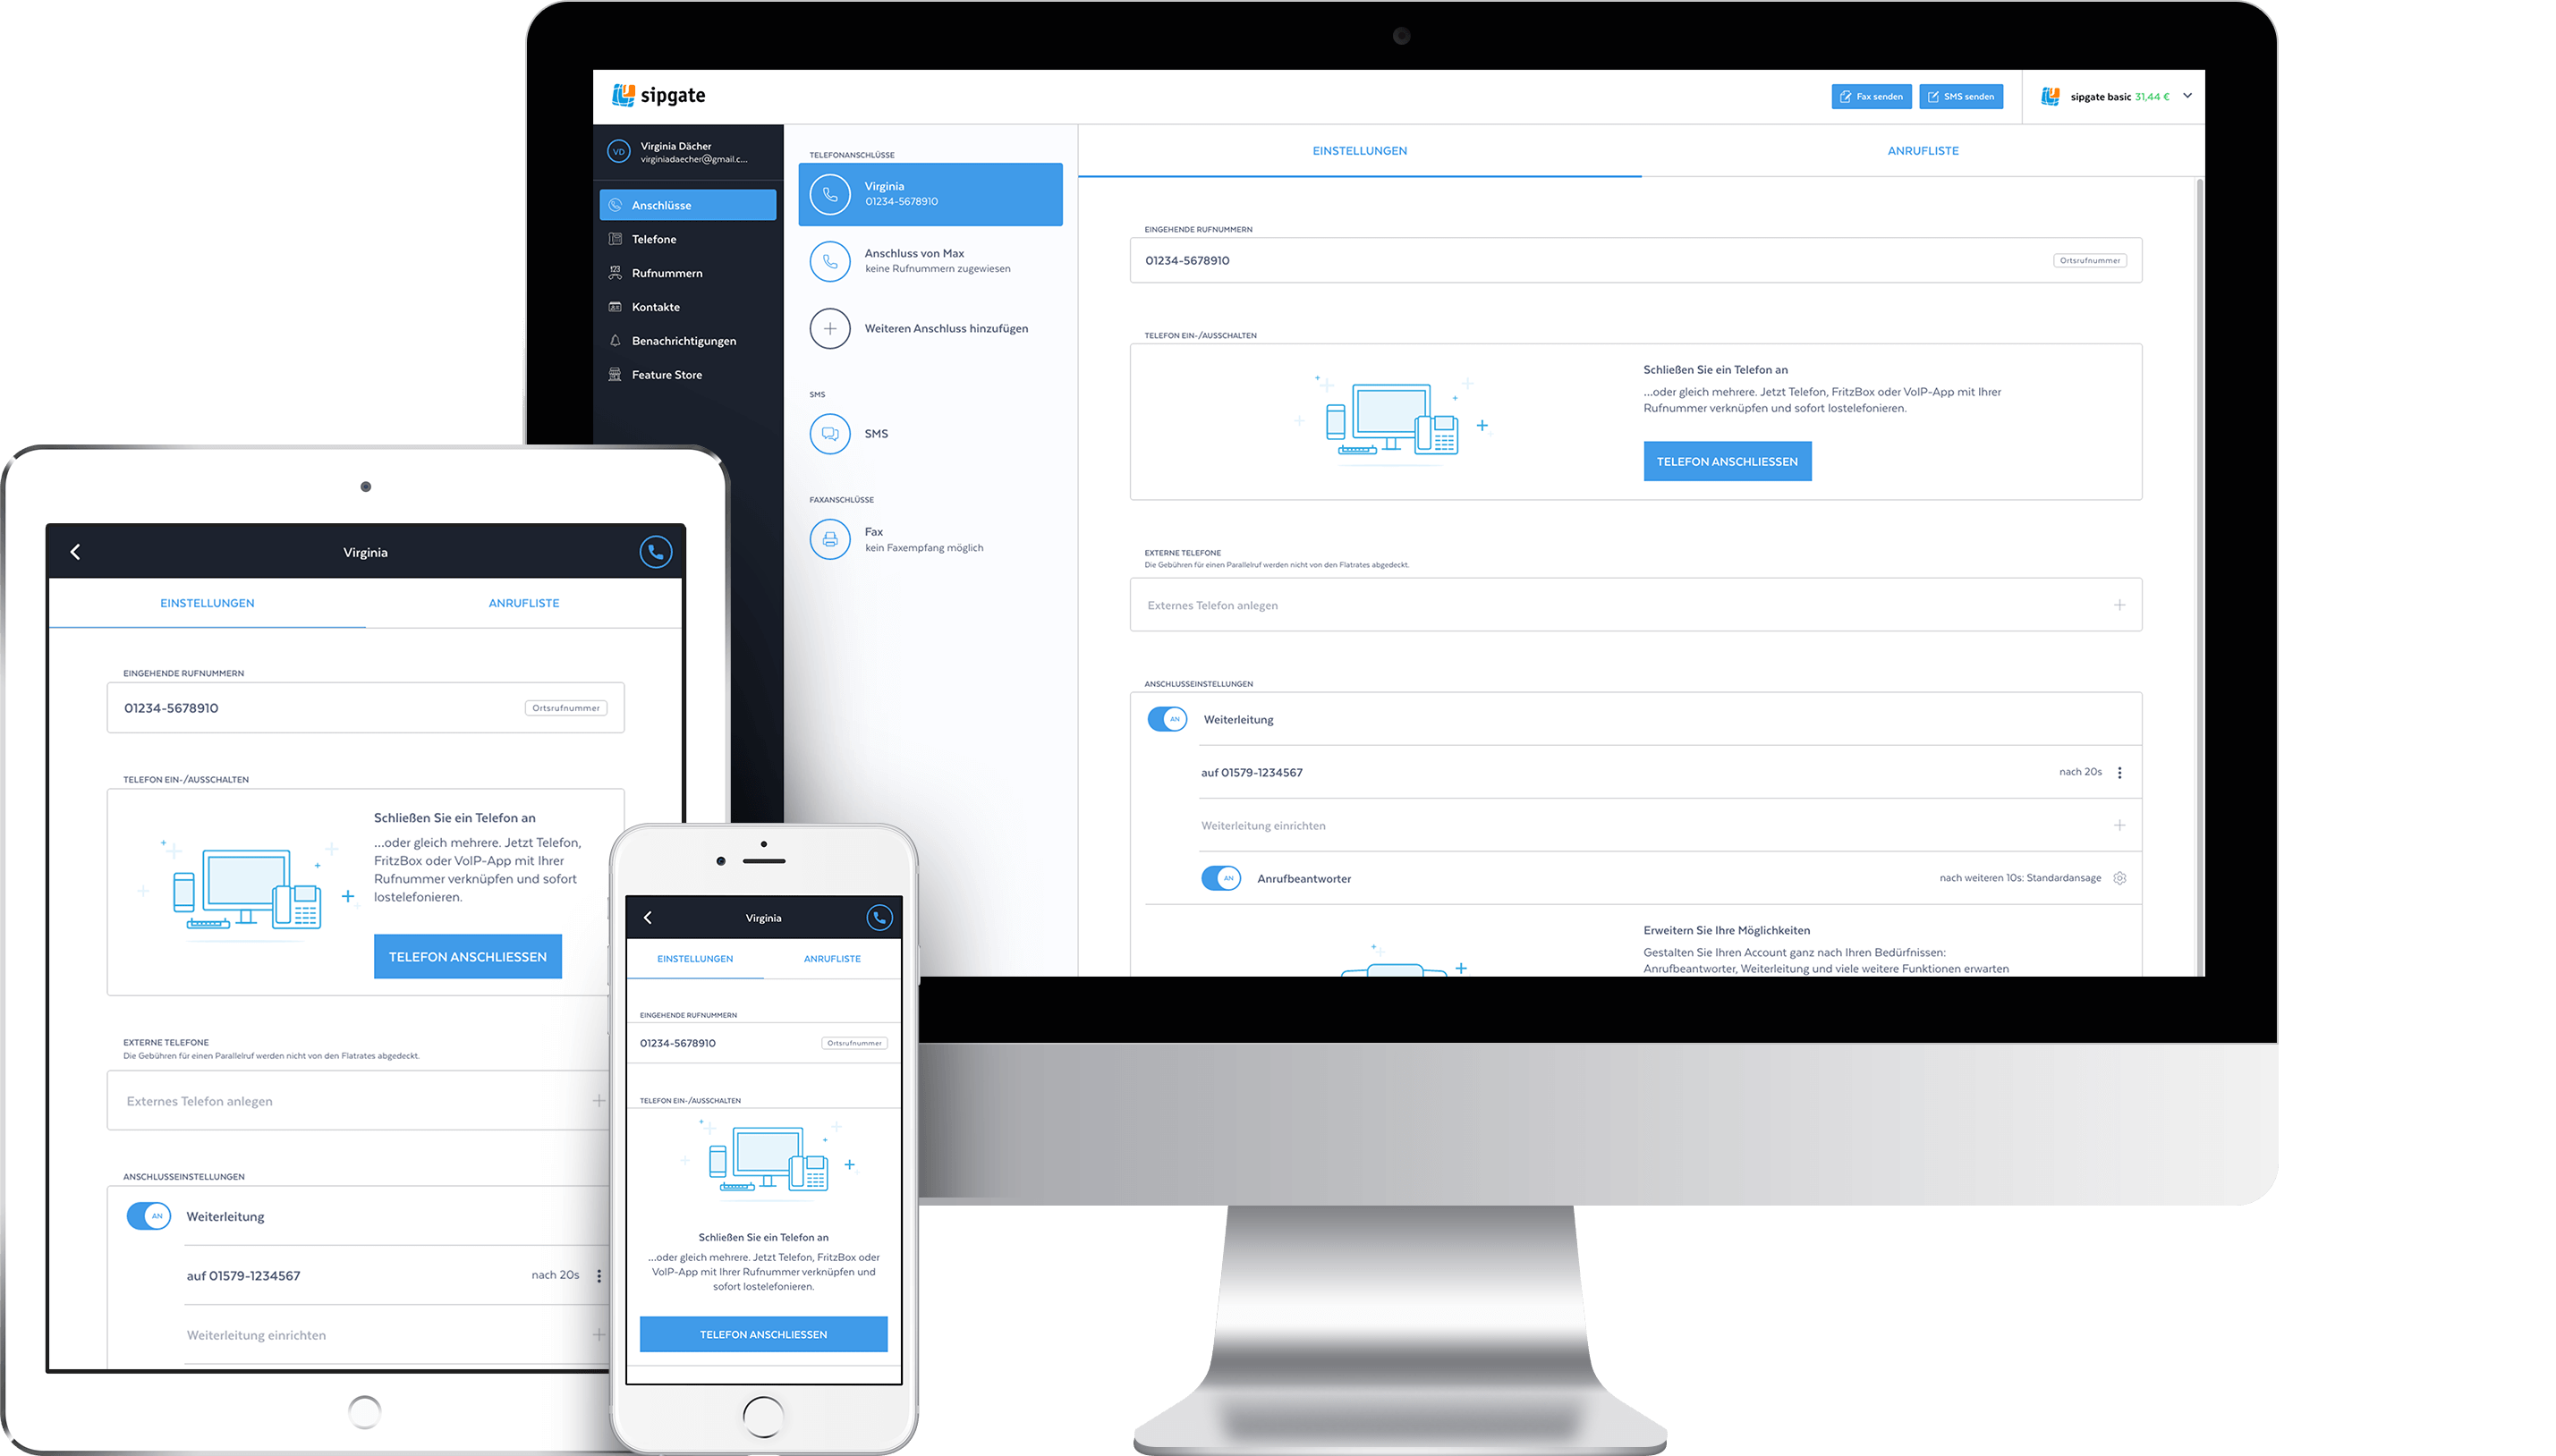 sipgate
Fax senden
SMS senden
sipgate basic 31,44 €
VD
Virginia Dächer
virginiadaecher@gmail.c...
Anschlüsse
Telefone
123
Rufnummern
Kontakte
Benachrichtigungen
Feature Store
TELEFONANSCHLÜSSE
Virginia
01234-5678910
Anschluss von Max
keine Rufnummern zugewiesen
Weiteren Anschluss hinzufügen
SMS
SMS
FAXANSCHLÜSSE
Fax
kein Faxempfang möglich
EINSTELLUNGEN
ANRUFLISTE
EINGEHENDE RUFNUMMERN
01234-5678910
Ortsrufnummer
TELEFON EIN-/AUSSCHALTEN
Schließen Sie ein Telefon an
...oder gleich mehrere. Jetzt Telefon, FritzBox oder VoIP-App mit Ihrer
Rufnummer verknüpfen und sofort lostelefonieren.
TELEFON ANSCHLIESSEN
EXTERNE TELEFONE
Die Gebühren für einen Parallelruf werden nicht von den Flatrates abgedeckt.
Externes Telefon anlegen
ANSCHLUSSEINSTELLUNGEN
AN
Weiterleitung
auf 01579-1234567
nach 20s
Weiterleitung einrichten
AN
Anrufbeantworter
nach weiteren 10s: Standardansage
Erweitern Sie Ihre Möglichkeiten
Gestalten Sie Ihren Account ganz nach Ihren Bedürfnissen:
Anrufbeantworter, Weiterleitung und viele weitere Funktionen erwarten
Virginia
EINSTELLUNGEN
ANRUFLISTE
EINGEHENDE RUFNUMMERN
01234-5678910
Ortsrufnummer
TELEFON EIN-/AUSSCHALTEN
Schließen Sie ein Telefon an
...oder gleich mehrere. Jetzt Telefon,
FritzBox oder VoIP-App mit Ihrer
Rufnummer verknüpfen und sofort
lostelefonieren.
TELEFON ANSCHLIESSEN
EXTERNE TELEFONE
Die Gebühren für einen Parallelruf werden nicht von den Flatrates abgedeckt.
Externes Telefon anlegen
ANSCHLUSSEINSTELLUNGEN
AN
Weiterleitung
auf 01579-1234567
nach 20s
Weiterleitung einrichten
Virginia
EINSTELLUNGEN
ANRUFLISTE
EINGEHENDE RUFNUMMERN
01234-5678910
Ortsrufnummer
TELEFON EIN-/AUSSCHALTEN
Schließen Sie ein Telefon an
...oder gleich mehrere. Jetzt Telefon, FritzBox oder
VoIP-App mit Ihrer Rufnummer verknüpfen und
sofort lostelefonieren.
TELEFON ANSCHLIESSEN